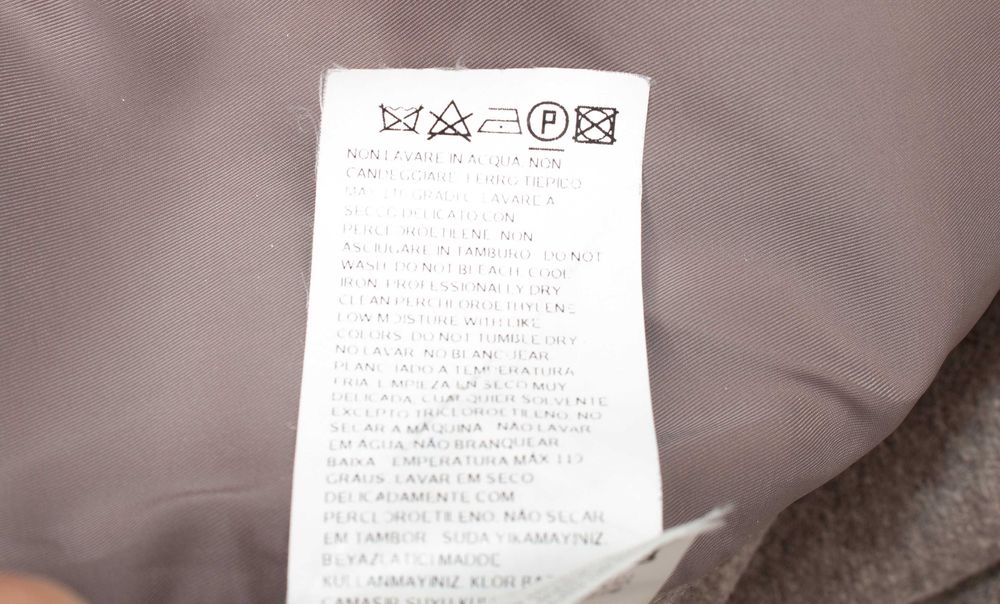 P
NON LAVARE IN ACQUA. NON
CANDEGGIARE. FERRO TIEPIDO
MAX 110 GRADI C. LAVARE A
SECCO DELICATO CON
PERCLOROETILENE. NON
ASCIUGARE IN TAMBURO. DO NOT
WASH. DO NOT BLEACH. COOL
IRON. PROFESSIONALLY DRY
CLEAN PERCHLOROETHYLENE
LOW MOISTURE WITH LIKE
COLORS. DO NOT TUMBLE DRY.
NO LAVAR. NO BLANQUEAR.
PLANCHADO A TEMPERATURA
FRIA. LIMPIEZA EN SECO MUY
DELICADA, CUALQUIER SOLVENTE
EXCEPTO TRICLOROETILENO. NO
SECAR A MÁQUINA. NÃO LAVAR
EM ÁGUA. NÃO BRANQUEAR.
BAIXA TEMPERATURA MÁX 110
GRAUS. LAVAR EM SECO
DELICADAMENTE COM
PERCLOROETILENO. NÃO SECAR
EM TAMBOR. SUDA YIKAMAYINIZ.
BEYAZLATICI MADDE
KULLANMAYINIZ. KLOR
CAMASIR SUYU